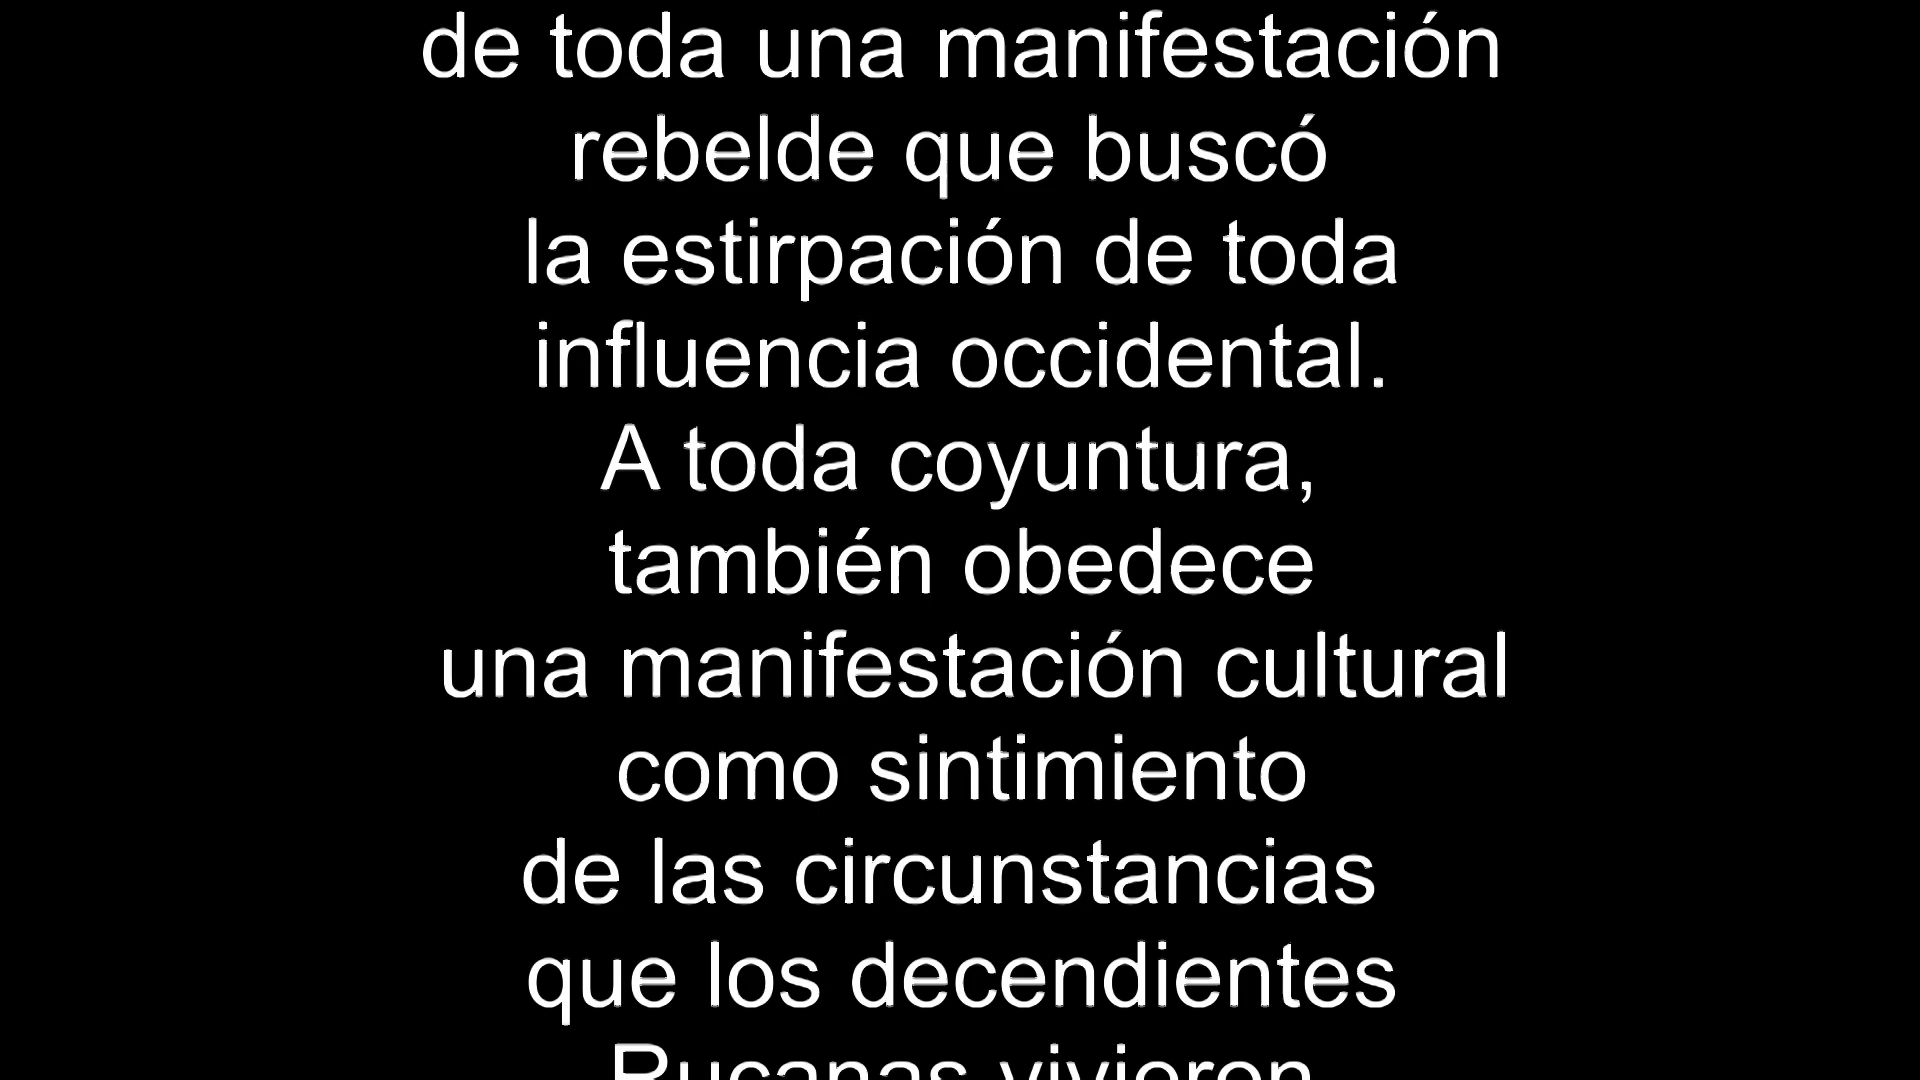 de toda una manifestación
rebelde que buscó
la estirpación de toda
influencia occidental.
A toda coyuntura,
también obedece
una manifestación cultural
como sintimiento
de las circunstancias
que los decendientes
Rucanas vivieron